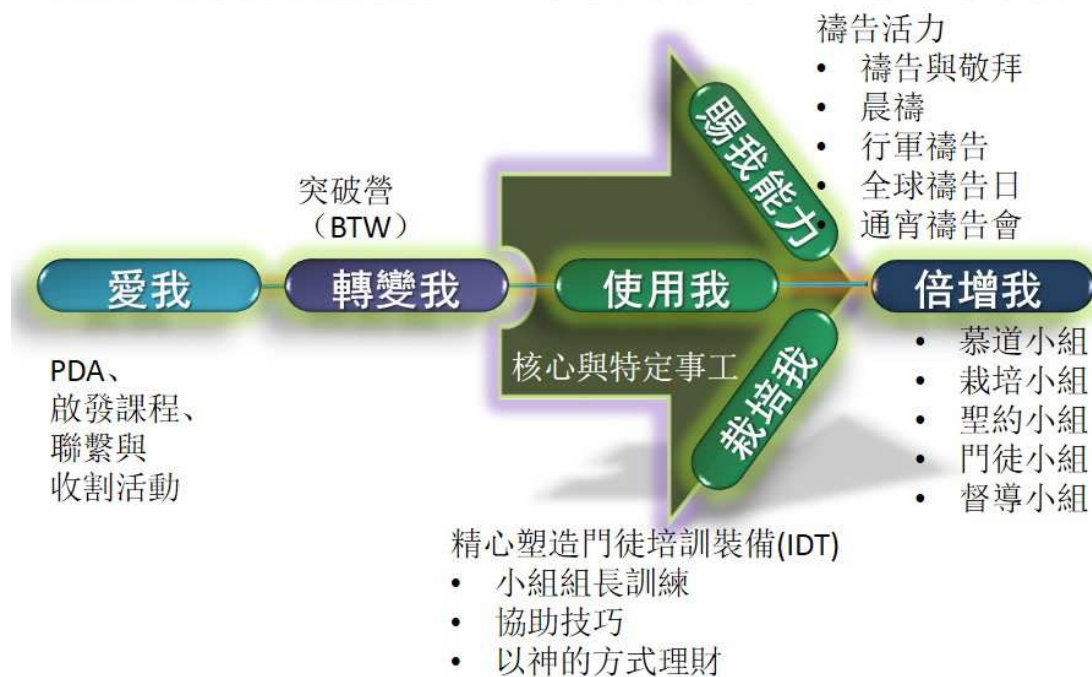 禱告活力
• 禱告與敬拜
• 晨禱
• 行軍禱告
• 全球禱告日
• 通宵禱告會
賜我能力
突破營
（BTW）
愛我
轉變我
使用我
倍增我
核心與特定事工
栽培我
PDA、
啟發課程、
聯繫與
收割活動
• 慕道小組
• 栽培小組
• 聖約小組
• 門徒小組
• 督導小組
精心塑造門徒培訓裝備(IDT)
• 小組組長訓練
• 協助技巧
• 以神的方式理財